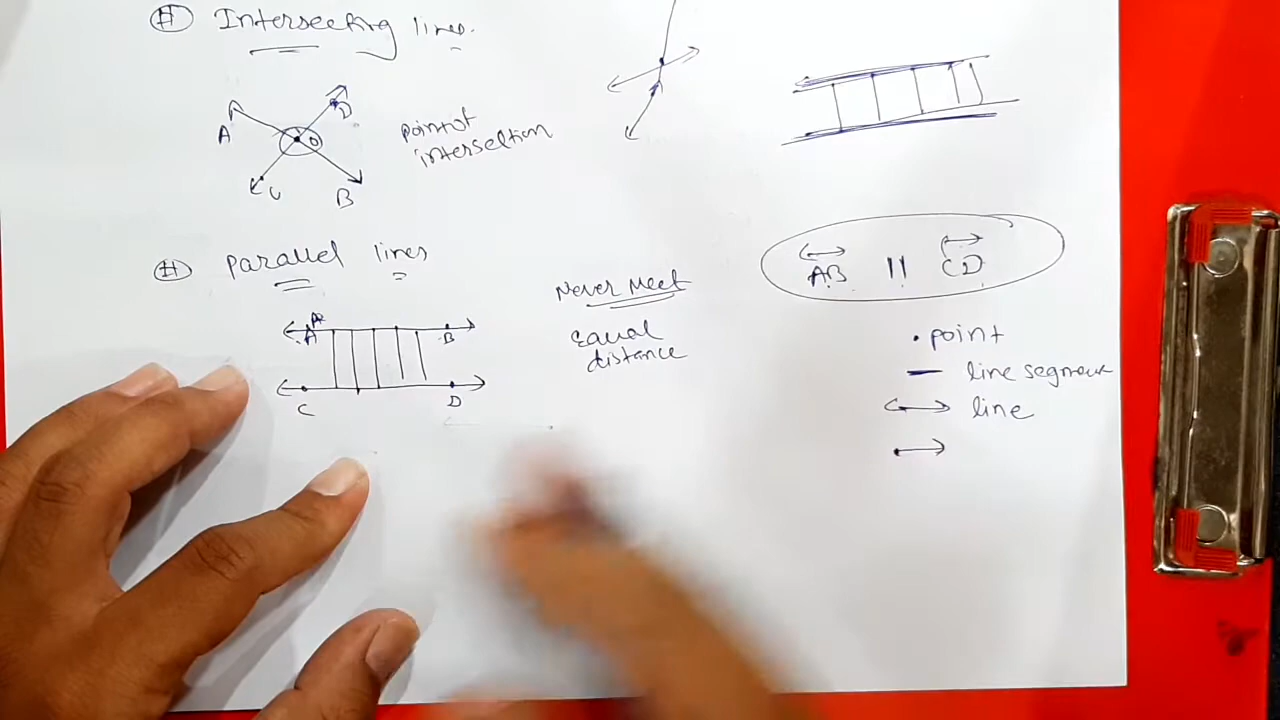 # Intersecting lines.
A D
O
C B
point of
intersection
# Parallel lines
AB || CD
Never Meet
Equal
distance
A B
C D
. point
line segment
line